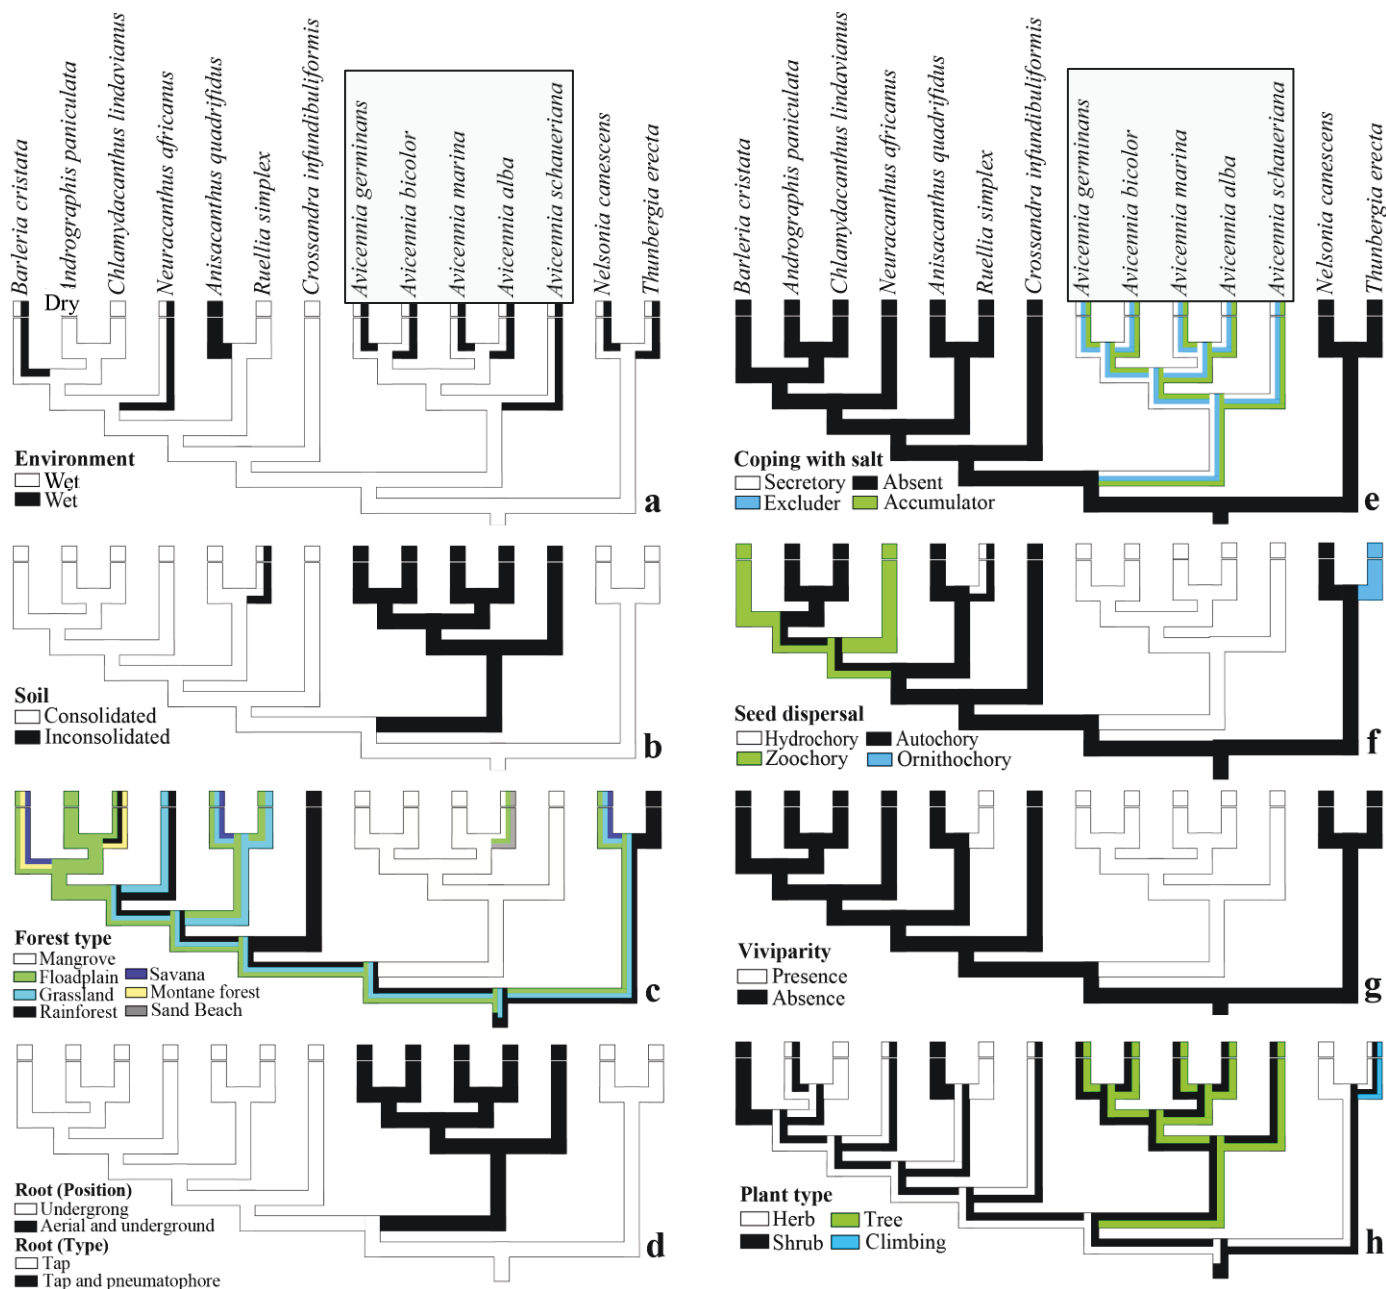 Barleria cristata
Andrographis paniculata
Chlamydacanthus lindavianus
Neuracanthus africanus
Anisacanthus quadrifidus
Ruellia simplex
Crossandra infundibuliformis
Avicennia germinans
Avicennia bicolor
Avicennia marina
Avicennia alba
Avicennia schaueriana
Nelsonia canescens
Thunbergia erecta
Dry
Environment
Wet
Wet
a
Soil
Consolidated
Inconsolidated
b
Forest type
Mangrove
Floadplain
Savana
Grassland
Montane forest
Rainforest
Sand Beach
c
Root (Position)
Undergrong
Aerial and underground
Root (Type)
Tap
Tap and pneumatophore
d
Barleria cristata
Andrographis paniculata
Chlamydacanthus lindavianus
Neuracanthus africanus
Anisacanthus quadrifidus
Ruellia simplex
Crossandra infundibuliformis
Avicennia germinans
Avicennia bicolor
Avicennia marina
Avicennia alba
Avicennia schaueriana
Nelsonia canescens
Thunbergia erecta
Coping with salt
Secretory
Absent
Excluder
Accumulator
e
Seed dispersal
Hydrochory
Autochory
Zoochory
Ornithochory
f
Viviparity
Presence
Absence
g
Plant type
Herb
Tree
Shrub
Climbing
h